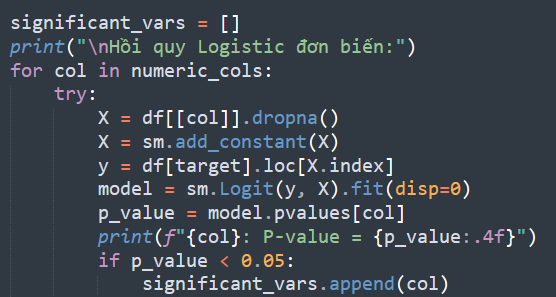 significant_vars = []
print("\nHồi quy Logistic đơn biến:")
for col in numeric_cols:
    try:
        X = df[[col]].dropna()
        X = sm.add_constant(X)
        y = df[target].loc[X.index]
        model = sm.Logit(y, X).fit(disp=0)
        p_value = model.pvalues[col]
        print(f"{col}: P-value = {p_value:.4f}")
        if p_value < 0.05:
            significant_vars.append(col)